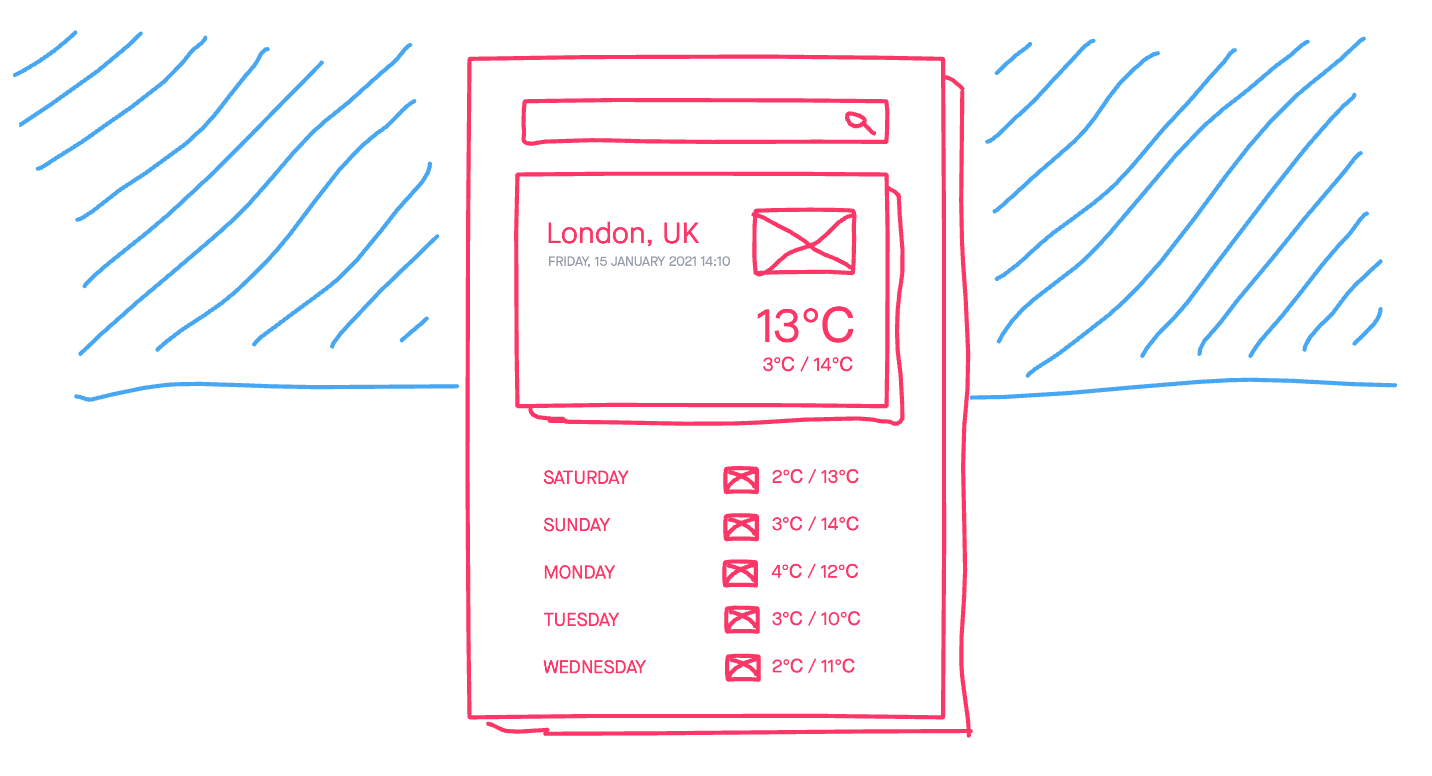 London, UK
FRIDAY, 15 JANUARY 2021 14:10
13°C
3°C / 14°C
SATURDAY 2°C / 13°C
SUNDAY 3°C / 14°C
MONDAY 4°C / 12°C
TUESDAY 3°C / 10°C
WEDNESDAY 2°C / 11°C